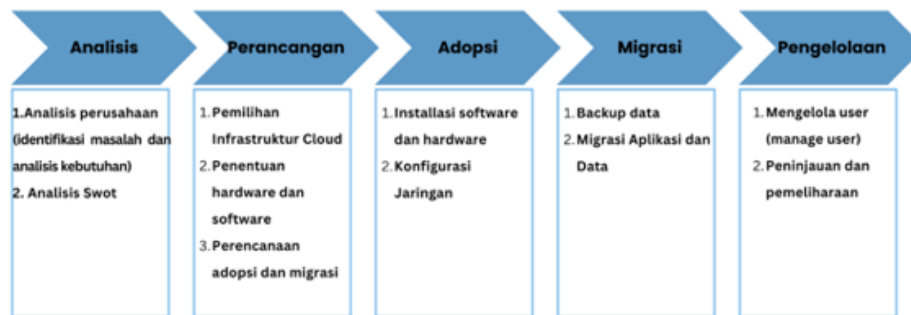 Analisis
Perancangan
Adopsi
Migrasi
Pengelolaan
1.Analisis perusahaan
(identifikasi masalah dan
analisis kebutuhan)
2. Analisis Swot
1. Pemilihan
Infrastruktur Cloud
2. Penentuan
hardware dan
software
3. Perencanaan
adopsi dan migrasi
1. Installasi software
dan hardware
2. Konfigurasi
Jaringan
1. Backup data
2. Migrasi Aplikasi dan
Data
1. Mengelola user
(manage user)
2. Peninjauan dan
pemeliharaan